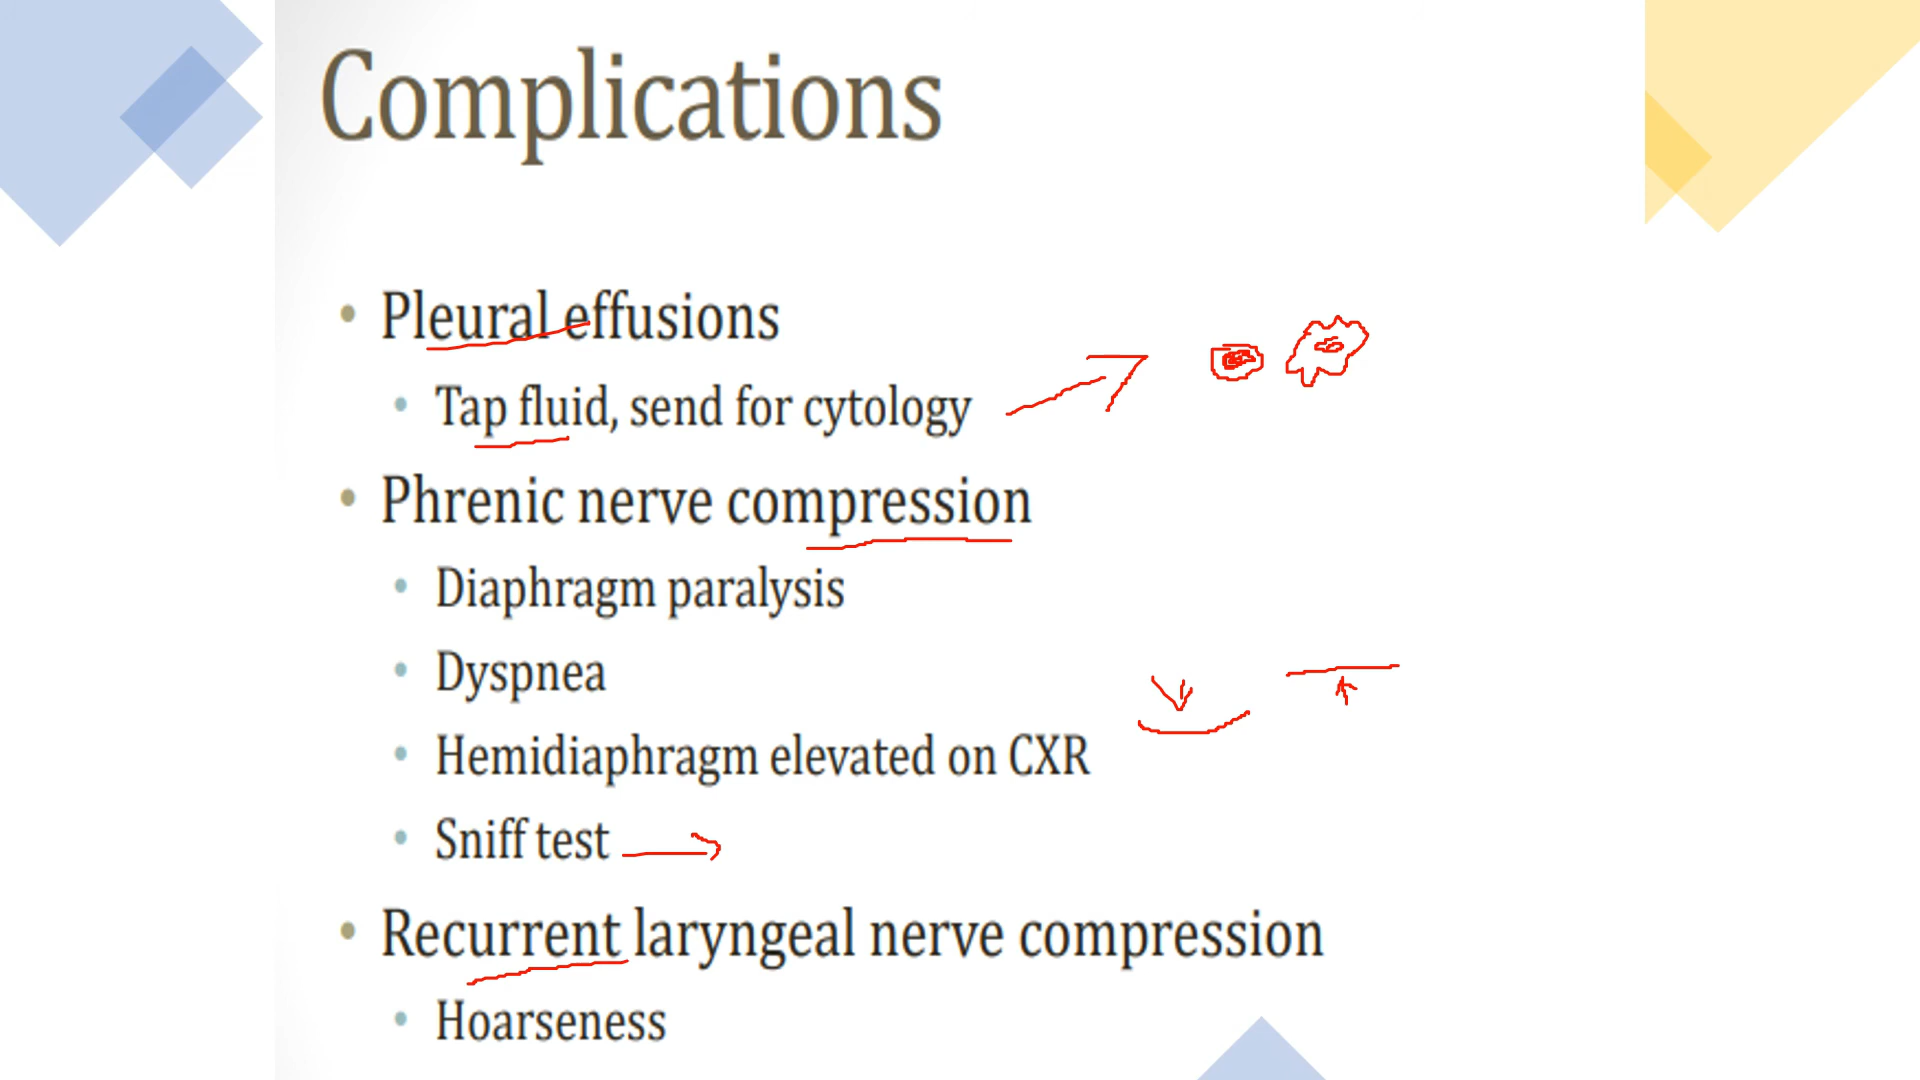 Complications
• Pleural effusions
• Tap fluid, send for cytology
• Phrenic nerve compression
• Diaphragm paralysis
• Dyspnea
• Hemidiaphragm elevated on CXR
• Sniff test
• Recurrent laryngeal nerve compression
• Hoarseness